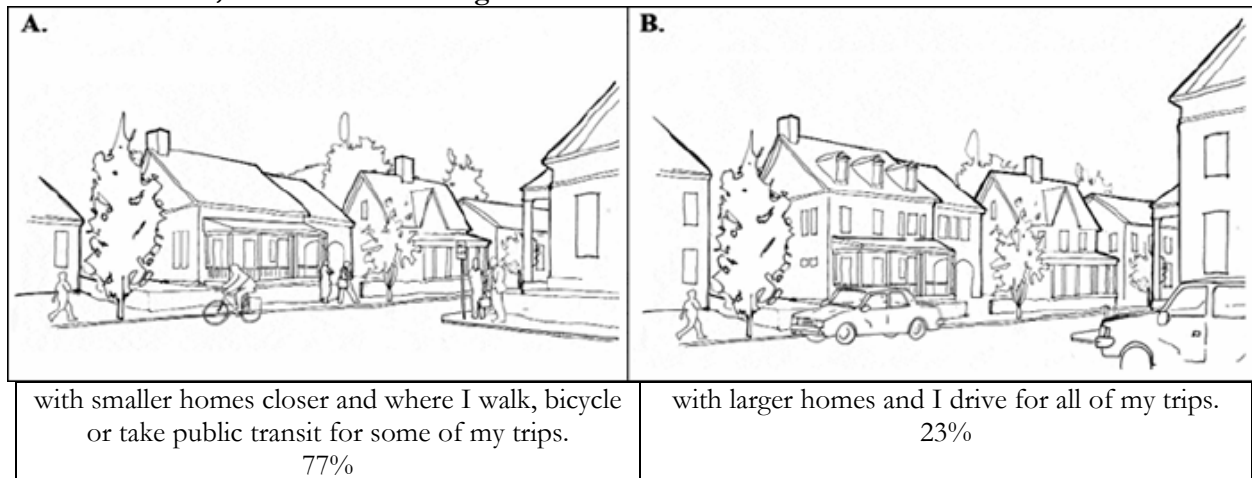 A.
B.
with smaller homes closer and where I walk, bicycle
or take public transit for some of my trips.
77%
with larger homes and I drive for all of my trips.
23%